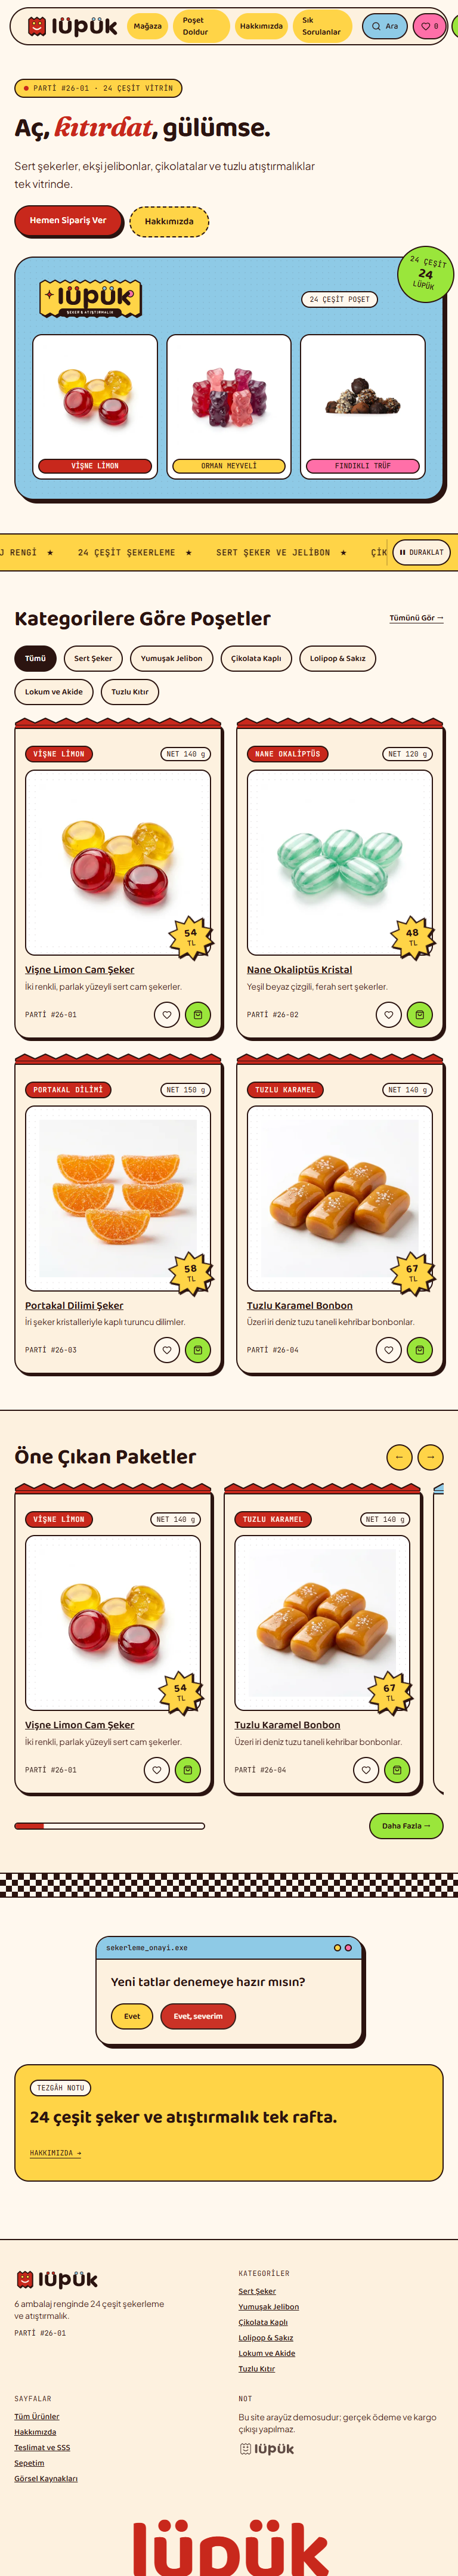 lüpük
Mağaza
Poşet Doldur
Hakkımızda
Sık Sorulanlar
Ara
0
PARTİ #26-01 · 24 ÇEŞİT VİTRİN
Aç, kıtırdat, gülümse.
Sert şekerler, ekşi jelibonlar, çikolatalar ve tuzlu atıştırmalıklar
tek vitrinde.
Hemen Sipariş Ver
Hakkımızda
24 ÇEŞİT
24
LÜPÜK
lüpük
ŞEKER & ATIŞTIRMALIK
24 ÇEŞİT POŞET
VİŞNE LİMON
ORMAN MEYVELİ
FINDIKLI TRÜF
J RENGİ ★ 24 ÇEŞİT ŞEKERLEME ★ SERT ŞEKER VE JELİBON ★ ÇİK
DURAKLAT
Kategorilere Göre Poşetler
Tümünü Gör →
Tümü
Sert Şeker
Yumuşak Jelibon
Çikolata Kaplı
Lolipop & Sakız
Lokum ve Akide
Tuzlu Kıtır
VİŞNE LİMON
NET 140 g
54
TL
Vişne Limon Cam Şeker
İki renkli, parlak yüzeyli sert cam şekerler.
PARTİ #26-01
NANE OKALİPTÜS
NET 120 g
48
TL
Nane Okaliptüs Kristal
Yeşil beyaz çizgili, ferah sert şekerler.
PARTİ #26-02
PORTAKAL DİLİMİ
NET 150 g
58
TL
Portakal Dilimi Şeker
İri şeker kristalleriyle kaplı turuncu dilimler.
PARTİ #26-03
TUZLU KARAMEL
NET 140 g
67
TL
Tuzlu Karamel Bonbon
Üzeri iri deniz tuzu taneli kehribar bonbonlar.
PARTİ #26-04
Öne Çıkan Paketler
←
→
VİŞNE LİMON
NET 140 g
54
TL
Vişne Limon Cam Şeker
İki renkli, parlak yüzeyli sert cam şekerler.
PARTİ #26-01
TUZLU KARAMEL
NET 140 g
67
TL
Tuzlu Karamel Bonbon
Üzeri iri deniz tuzu taneli kehribar bonbonlar.
PARTİ #26-04
Daha Fazla →
sekerleme_onayi.exe
Yeni tatlar denemeye hazır mısın?
Evet
Evet, severim
TEZGÂH NOTU
24 çeşit şeker ve atıştırmalık tek rafta.
HAKKIMIZDA →
lüpük
6 ambalaj renginde 24 çeşit şekerleme
ve atıştırmalık.
PARTİ #26-01
KATEGORİLER
Sert Şeker
Yumuşak Jelibon
Çikolata Kaplı
Lolipop & Sakız
Lokum ve Akide
Tuzlu Kıtır
SAYFALAR
Tüm Ürünler
Hakkımızda
Teslimat ve SSS
Sepetim
Görsel Kaynakları
NOT
Bu site arayüz demosudur; gerçek ödeme ve kargo
çıkışı yapılmaz.
lüpük
lüpük